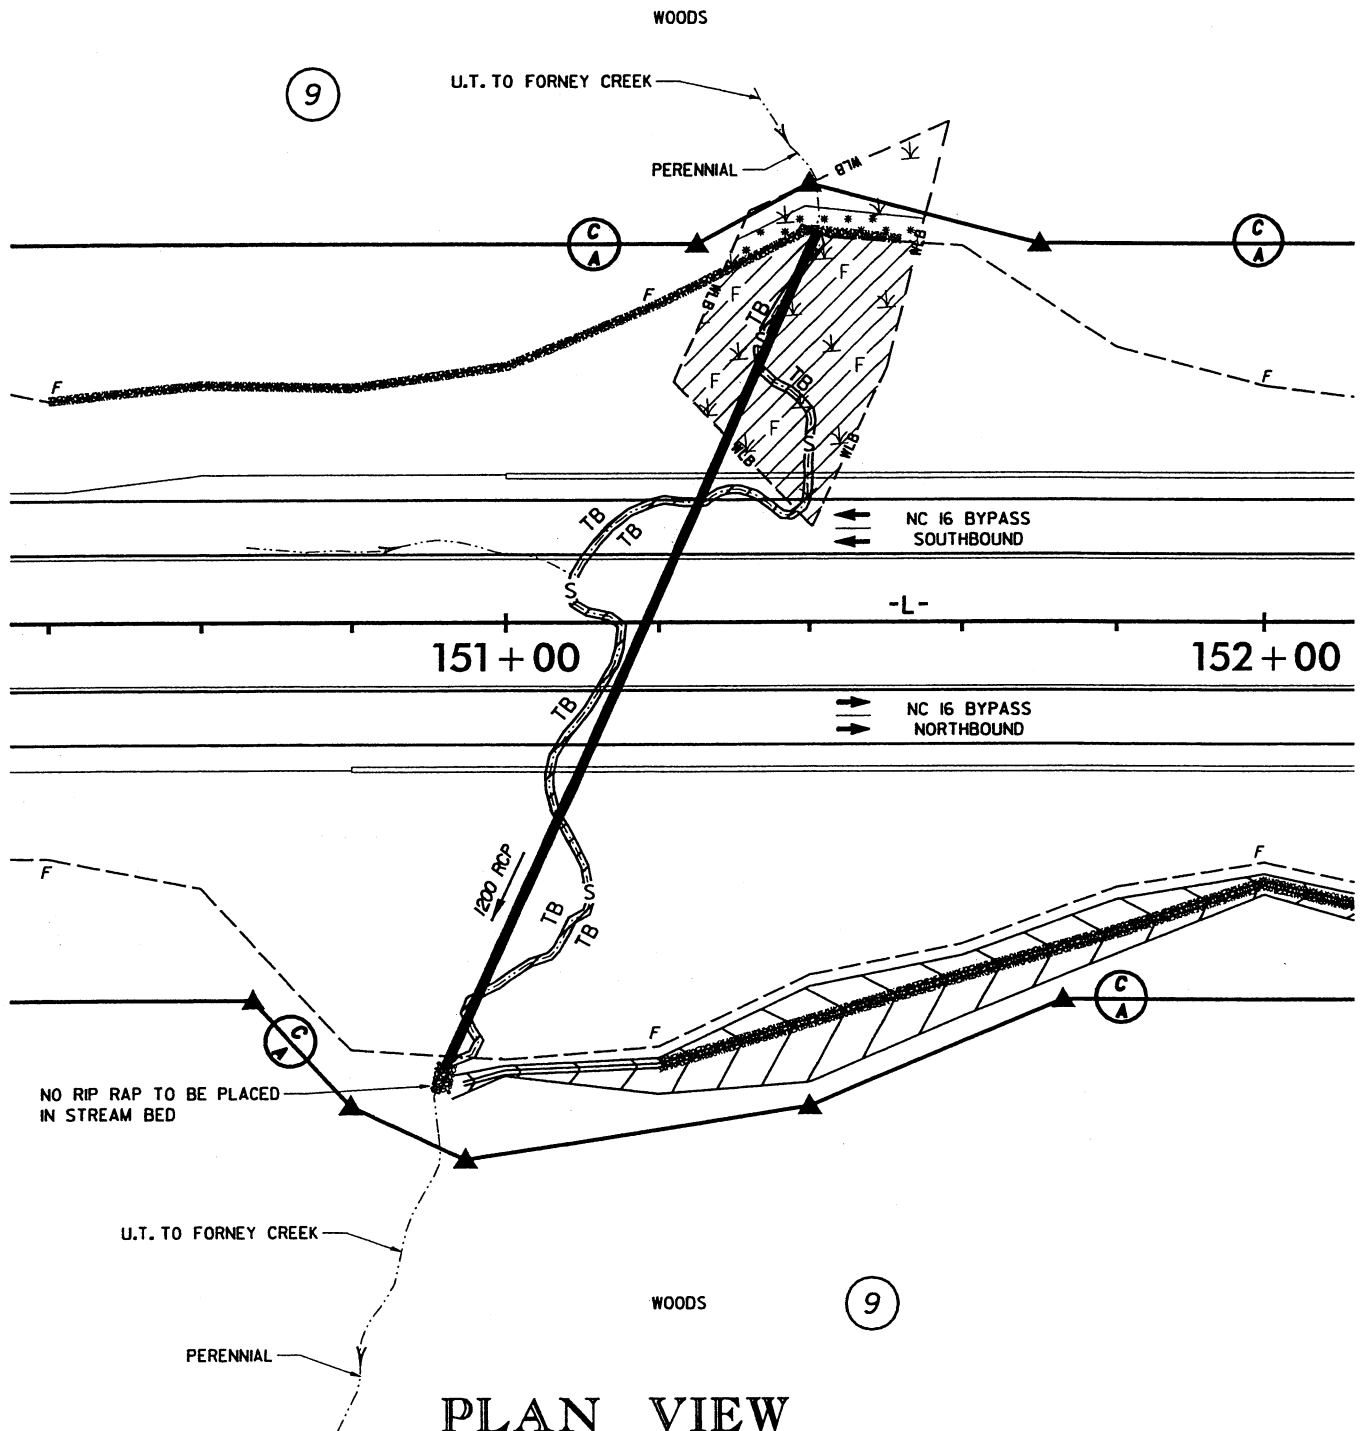 WOODS
9
U.T. TO FORNEY CREEK
PERENNIAL
WLB
C
A
C
A
WLB
F
F
F
WLB
TB
F
F
TB
F
F
S
WLB
WLB
TB
TB
NC 16 BYPASS
SOUTHBOUND
S
-L-
151+00
152+00
TB
NC 16 BYPASS
NORTHBOUND
1200 RCP
F
F
S
TB
TB
C
A
C
A
F
NO RIP RAP TO BE PLACED
IN STREAM BED
U.T. TO FORNEY CREEK
WOODS
9
PERENNIAL
PLAN VIEW